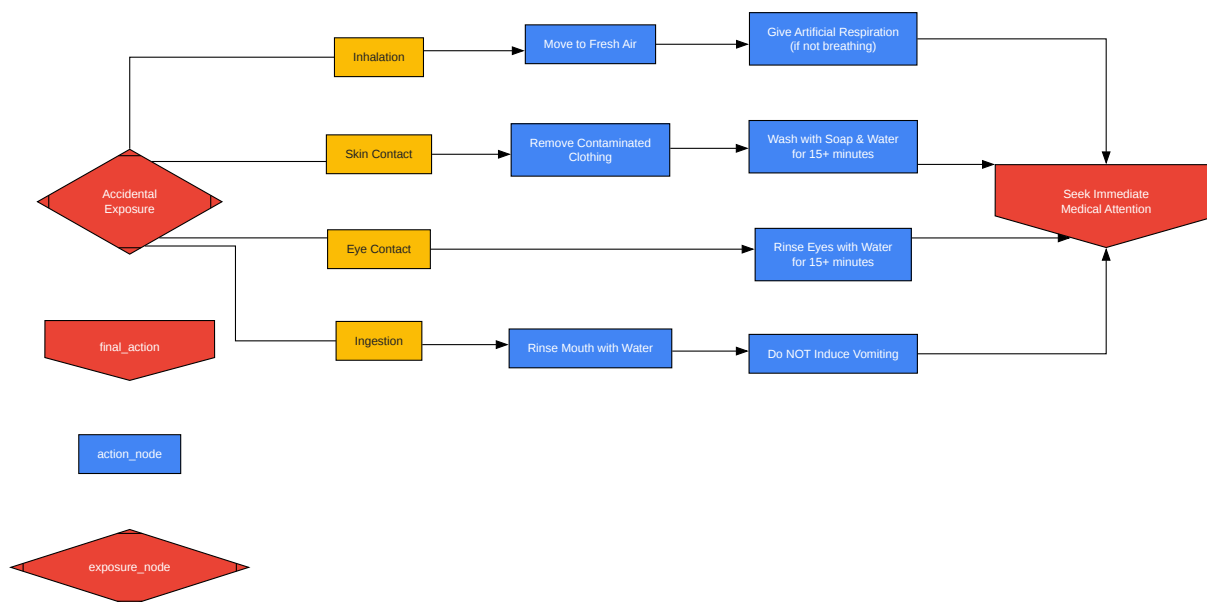 Inhalation
Move to Fresh Air
Give Artificial Respiration
(if not breathing)
Accidental
Exposure
Skin Contact
Remove Contaminated
Clothing
Wash with Soap & Water
for 15+ minutes
Seek Immediate
Medical Attention
Eye Contact
Rinse Eyes with Water
for 15+ minutes
Ingestion
Rinse Mouth with Water
Do NOT Induce Vomiting
final_action
action_node
exposure_node